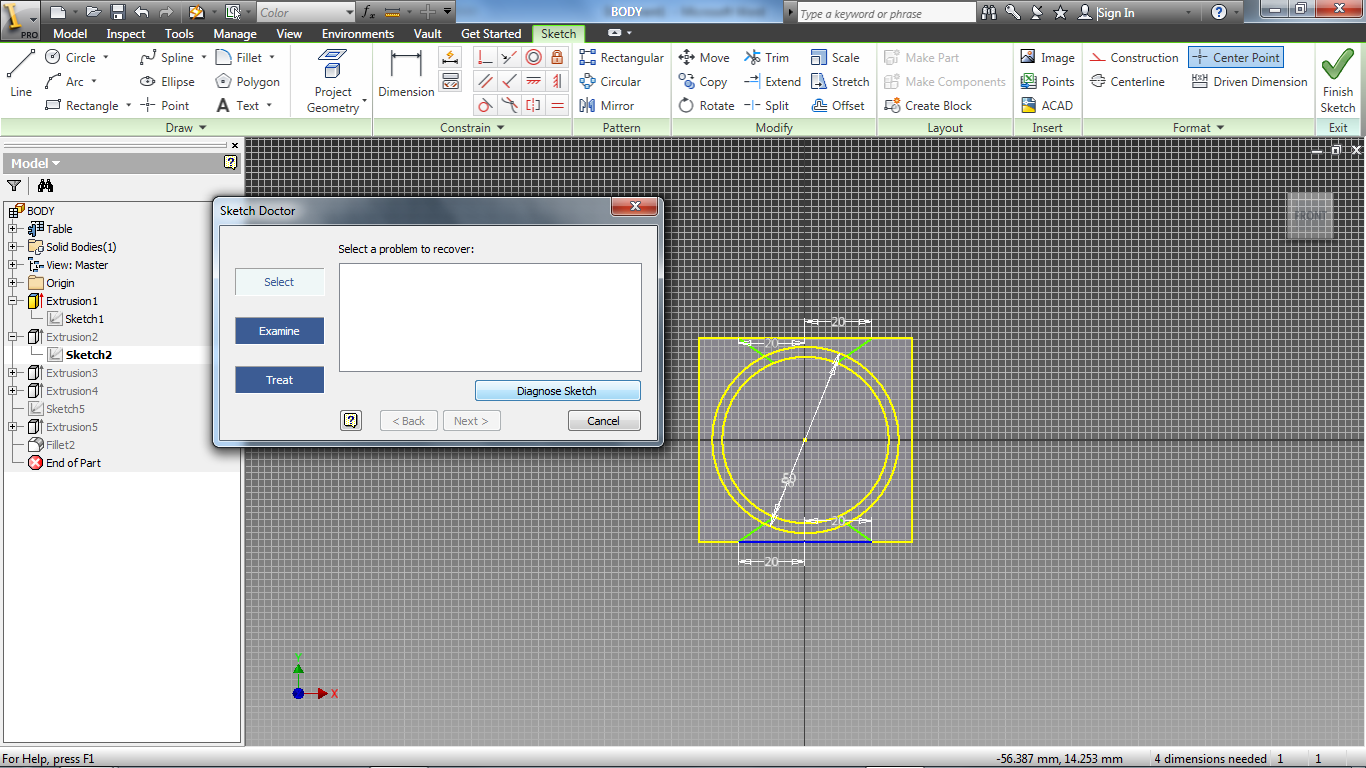 PRO
Color
BODY
Type a keyword or phrase
Sign In
Model Inspect Tools Manage View Environments Vault Get Started Sketch
Line
Circle
Arc
Rectangle
Spline
Ellipse
Point
Fillet
Polygon
Text
Project Geometry
Dimension
Rectangular
Circular
Mirror
Move
Copy
Rotate
Trim
Extend
Split
Scale
Stretch
Offset
Make Part
Make Components
Create Block
Image
Points
ACAD
Construction
Centerline
Center Point
Driven Dimension
Finish Sketch
Draw Constrain Pattern Modify Layout Insert Format Exit
Model
BODY
Table
Solid Bodies(1)
View: Master
Origin
Extrusion1
Sketch1
Extrusion2
Sketch2
Extrusion3
Extrusion4
Sketch5
Extrusion5
Fillet2
End of Part
Sketch Doctor
Select a problem to recover:
Select
Examine
Treat
Diagnose Sketch
< Back Next > Cancel
FRONT
20
20
20
20
Y
X
For Help, press F1
-56.387 mm, 14.253 mm 4 dimensions needed 1 1